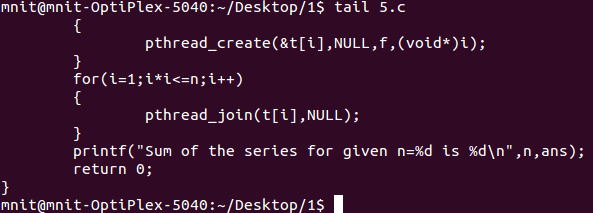 mnit@mnit-OptiPlex-5040:~/Desktop/1$ tail 5.c
{
pthread_create(&t[i],NULL,f,(void*)i);
}
for(i=1;i*i<=n;i++)
{
pthread_join(t[i],NULL);
}
printf("Sum of the series for given n=%d is %d\n",n,ans);
return 0;
}
mnit@mnit-OptiPlex-5040:~/Desktop/1$